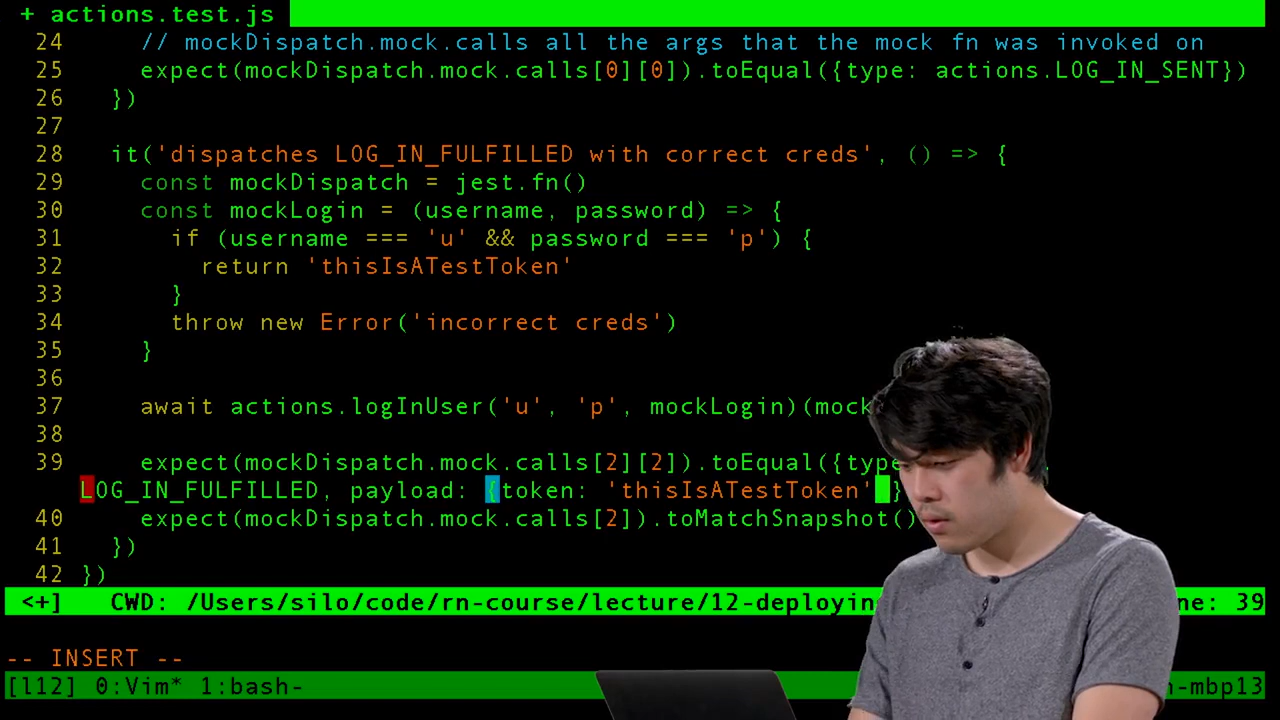 + actions.test.js
24 // mockDispatch.mock.calls all the args that the mock fn was invoked on
25 expect(mockDispatch.mock.calls[0][0]).toEqual({type: actions.LOG_IN_SENT})
26 })
27
28 it('dispatches LOG_IN_FULFILLED with correct creds', () => {
29 const mockDispatch = jest.fn()
30 const mockLogin = (username, password) => {
31 if (username === 'u' && password === 'p') {
32 return 'thisIsATestToken'
33 }
34 throw new Error('incorrect creds')
35 }
36
37 await actions.logInUser('u', 'p', mockLogin)(mock
38
39 expect(mockDispatch.mock.calls[2][2]).toEqual({type
LOG_IN_FULFILLED, payload: {token: 'thisIsATestToken' }
40 expect(mockDispatch.mock.calls[2]).toMatchSnapshot()
41 })
42 })
<+] CWD: /Users/silo/code/rn-course/lecture/12-deploying ne: 39
-- INSERT --
[l12] 0:Vim* 1:bash- -mbp13